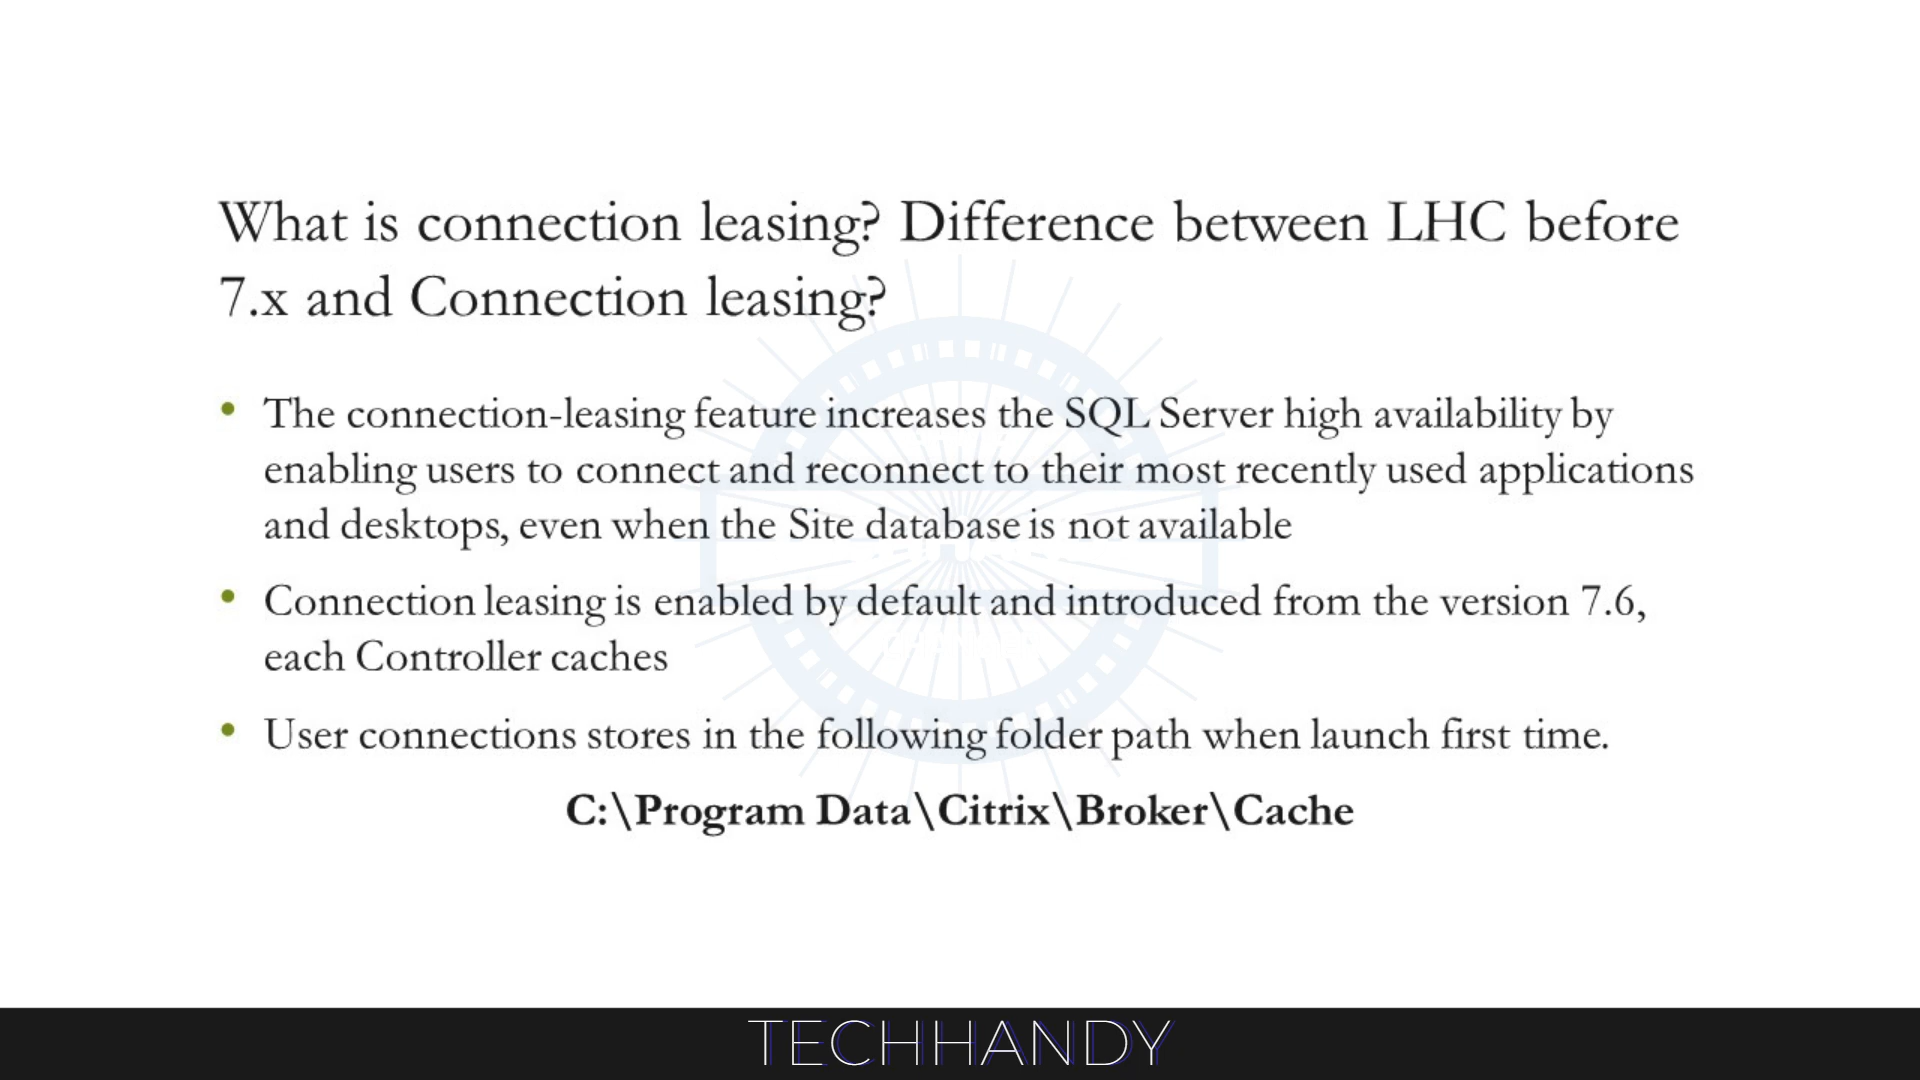 What is connection leasing? Difference between LHC before
7.x and Connection leasing?
• The connection-leasing feature increases the SQL Server high availability by
enabling users to connect and reconnect to their most recently used applications
and desktops, even when the Site database is not available
• Connection leasing is enabled by default and introduced from the version 7.6,
each Controller caches
• User connections stores in the following folder path when launch first time.
C:\Program Data\Citrix\Broker\Cache
TECHHANDY